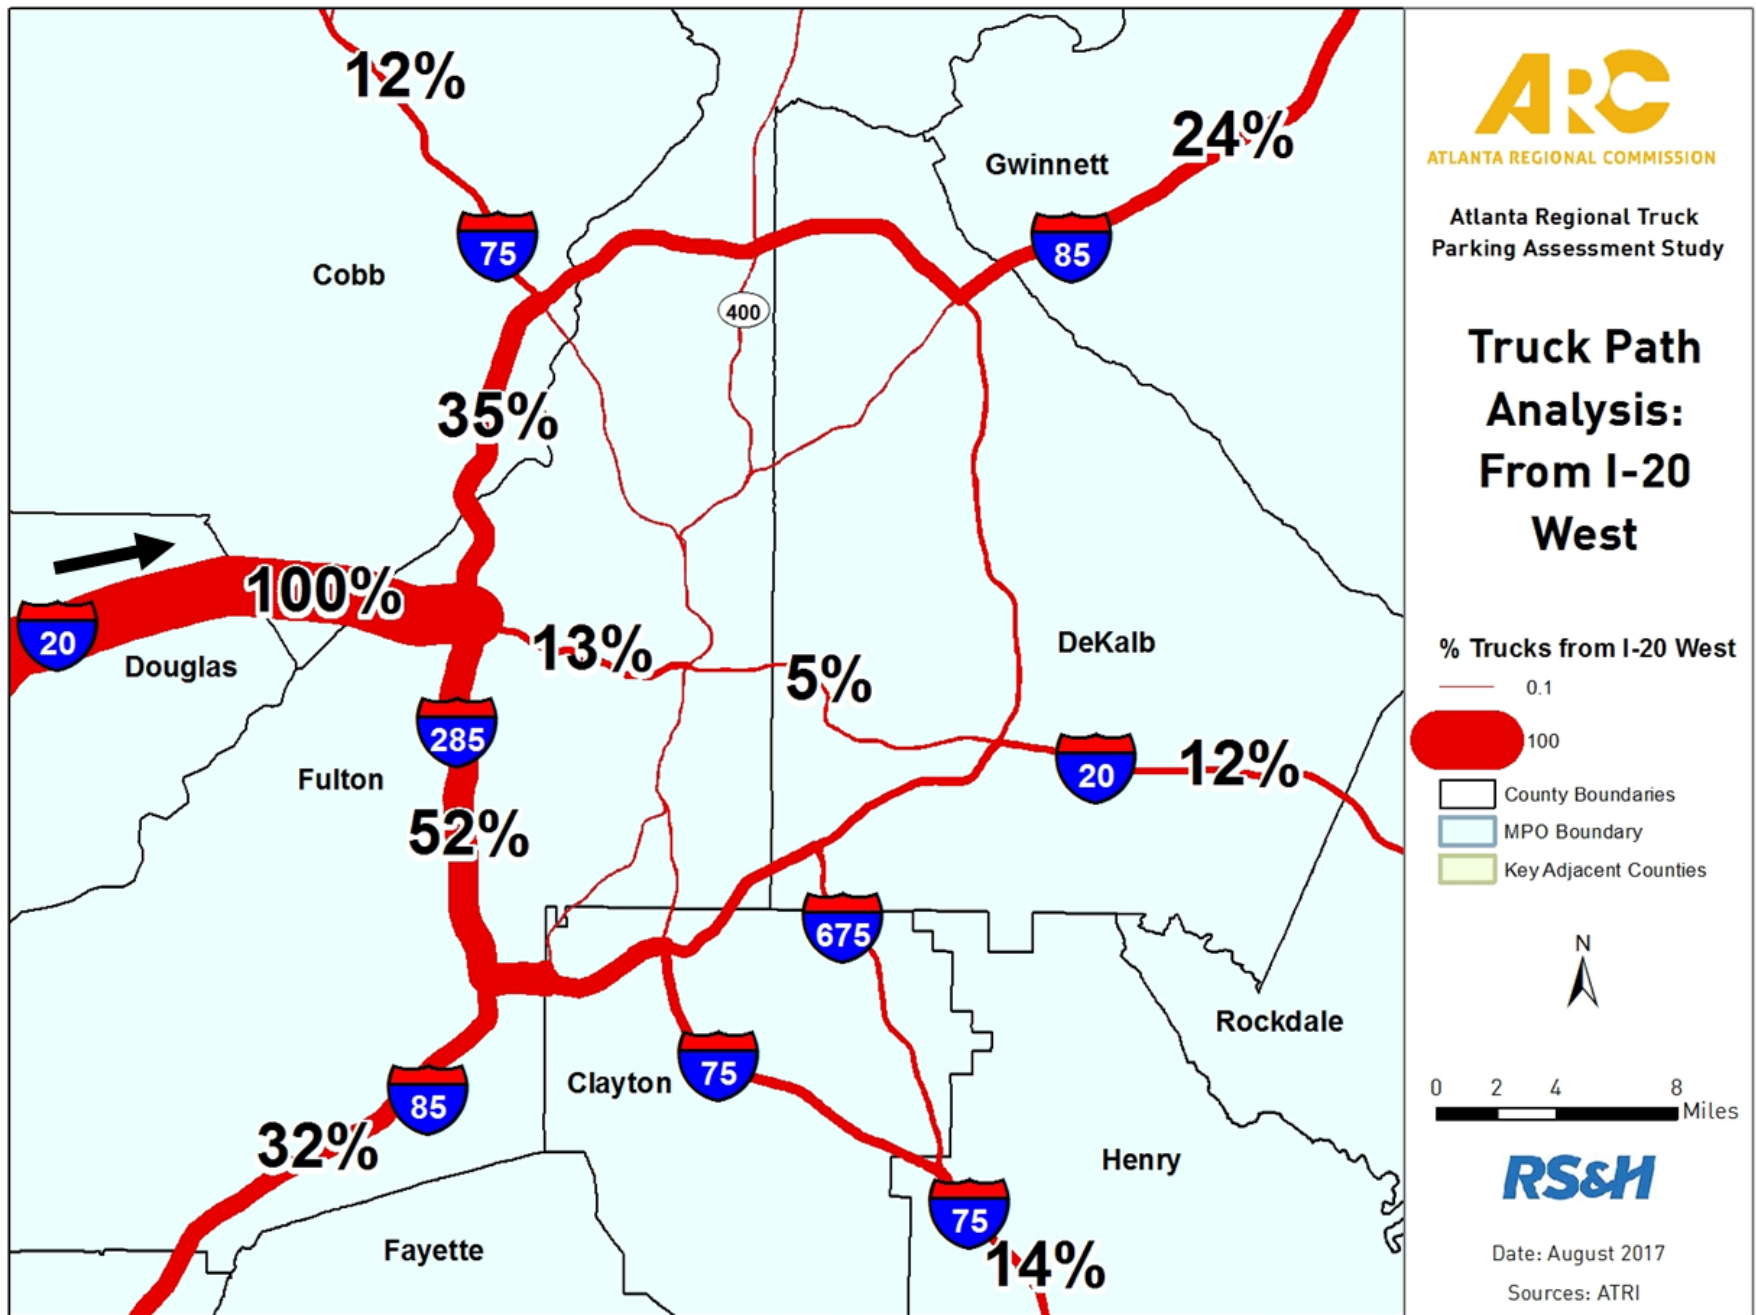 12%
24%
Gwinnett
75
85
Cobb
400
35%
100%
20
13%
DeKalb
Douglas
5%
285
20
12%
Fulton
52%
675
Rockdale
75
Clayton
85
32%
Henry
75
Fayette
14%
ARC
ATLANTA REGIONAL COMMISSION
Atlanta Regional Truck
Parking Assessment Study
Truck Path
Analysis:
From I-20
West
% Trucks from I-20 West
0.1
100
County Boundaries
MPO Boundary
Key Adjacent Counties
N
0 2 4 8
Miles
RS&H
Date: August 2017
Sources: ATRI